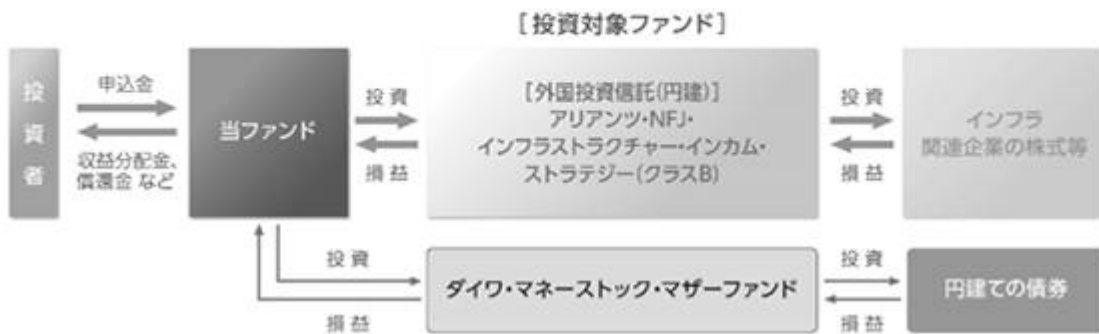 [投資対象ファンド]
投資者
申込金
収益分配金、
償還金 など
当ファンド
投資
損益
[外国投資信託(円建)]
アリアンツ・NFJ・
インフラストラクチャー・インカム・
ストラテジー(クラスB)
投資
損益
インフラ
関連企業の株式等
投資
損益
ダイワ・マネーストック・マザーファンド
投資
損益
円建ての債券